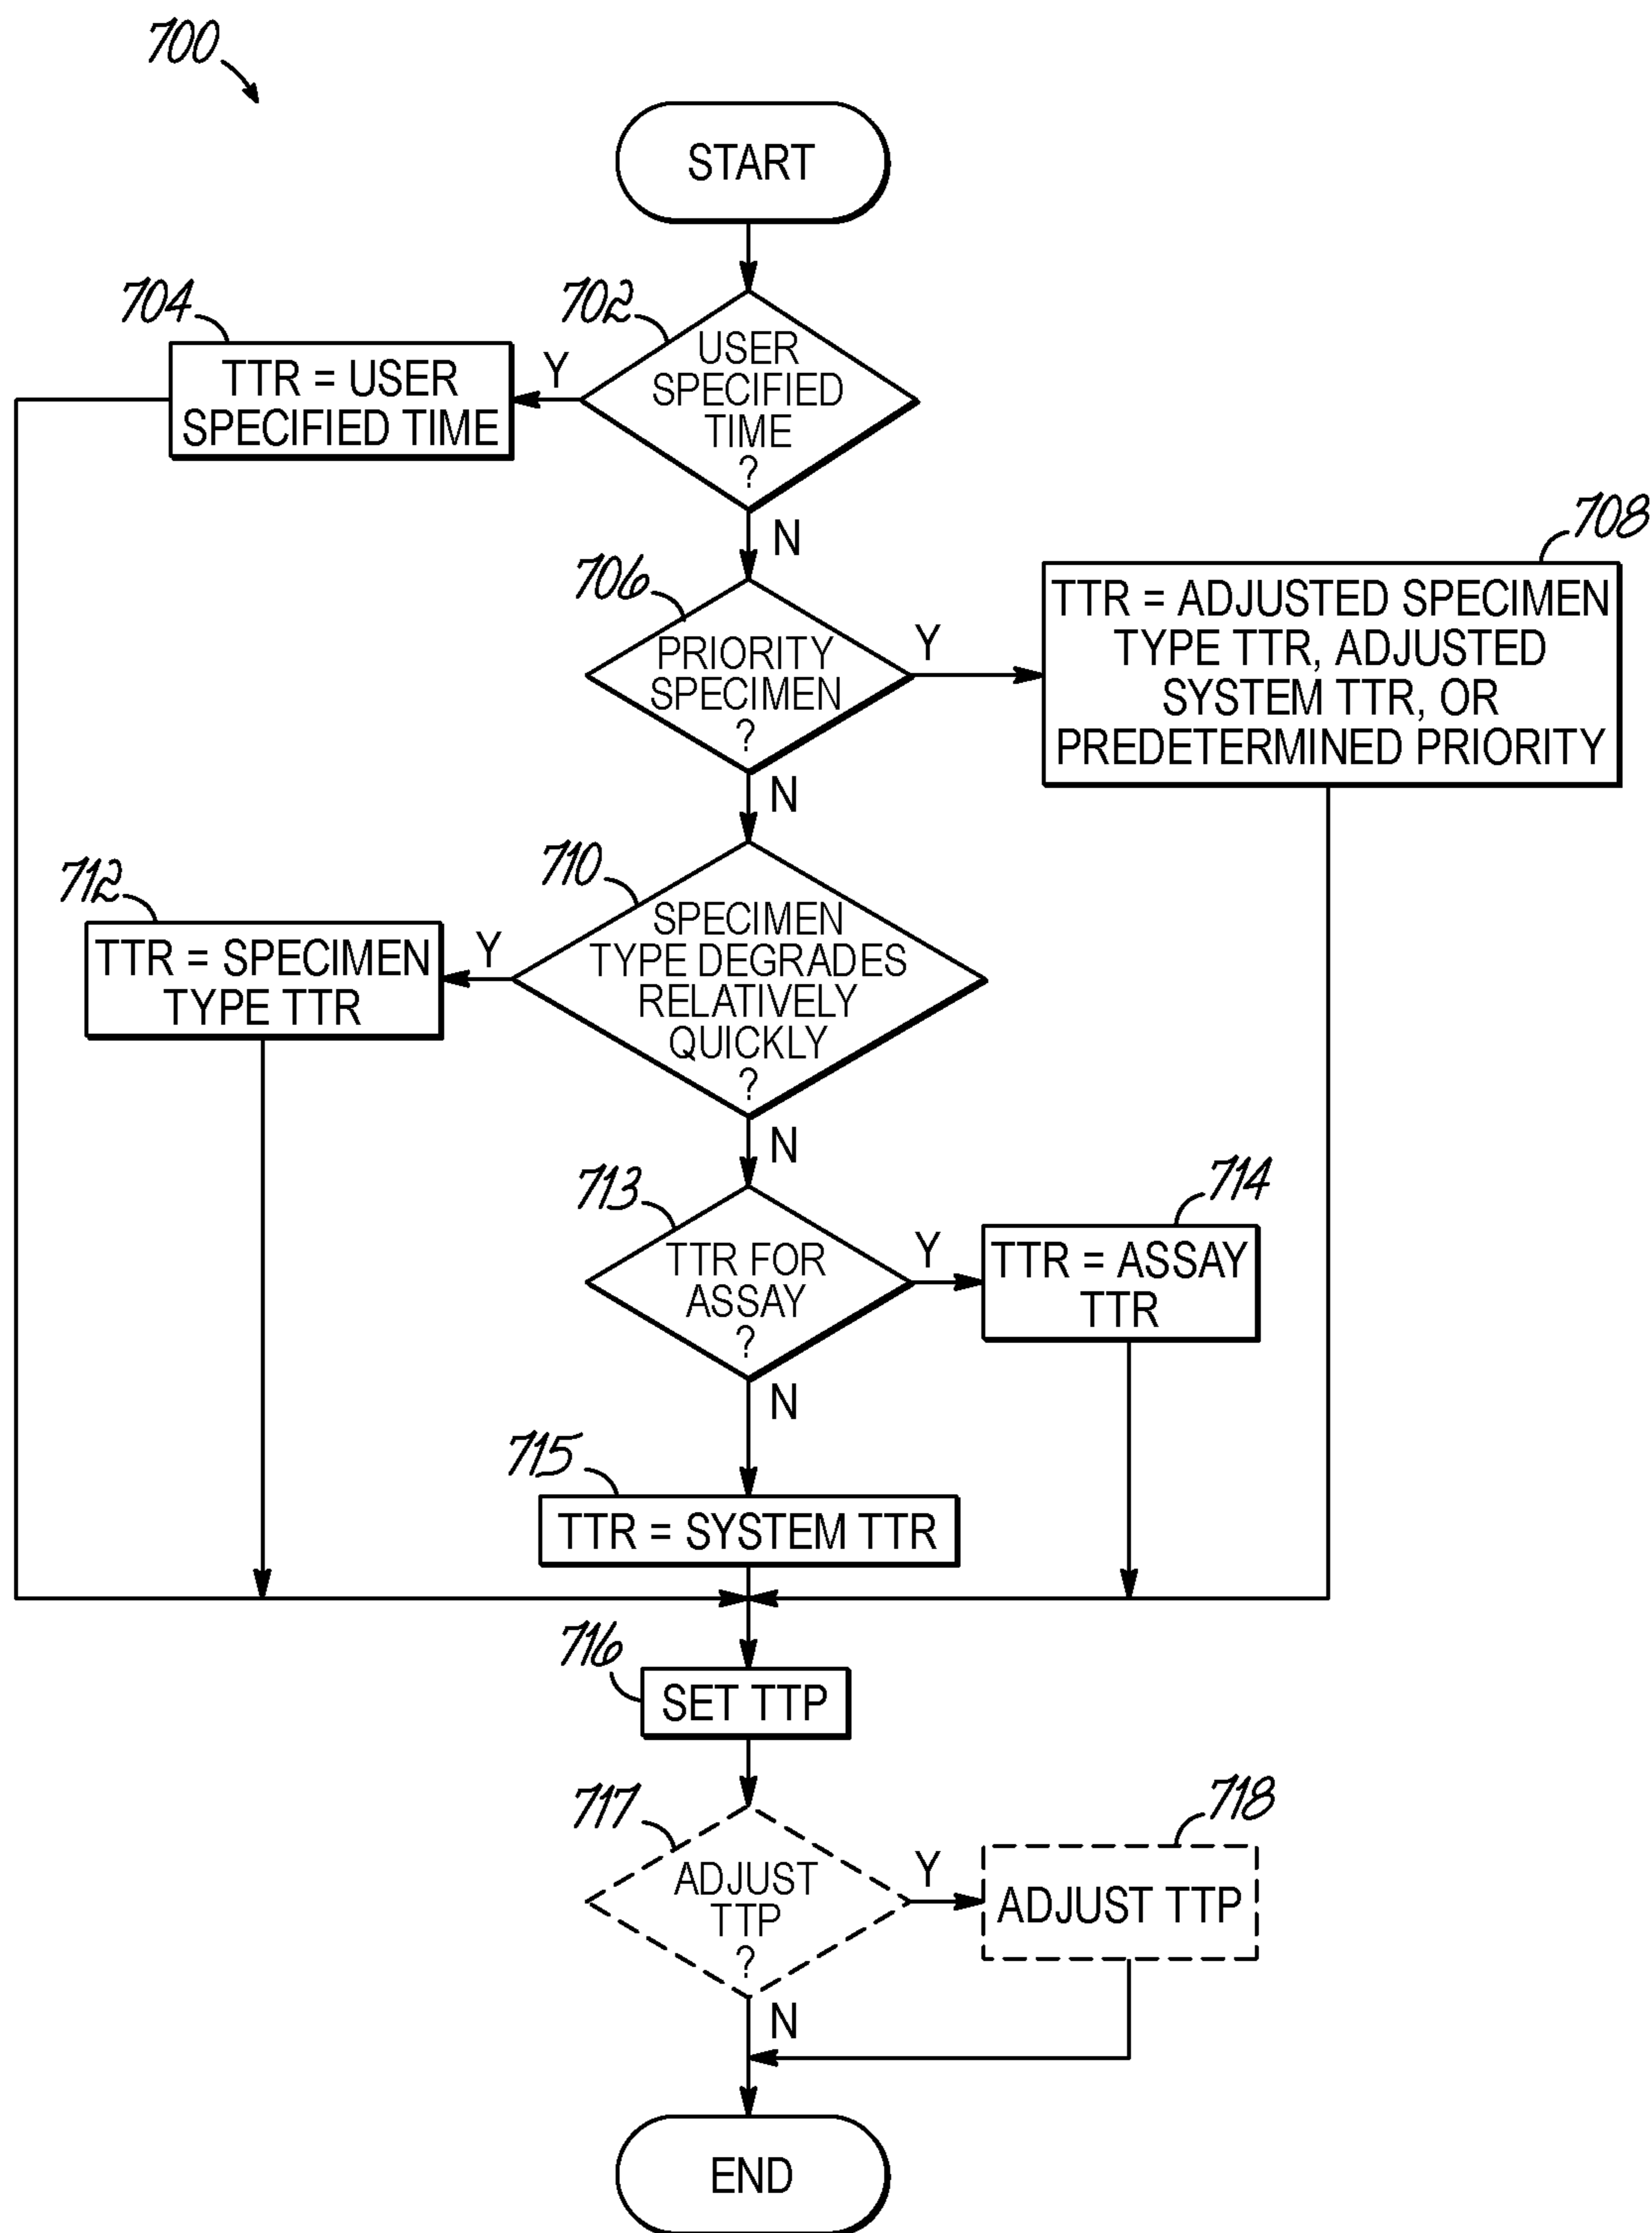 700
START
702
USER
SPECIFIED
TIME
?
Y
704
TTR = USER
SPECIFIED TIME
N
706
PRIORITY
SPECIMEN
?
Y
708
TTR = ADJUSTED SPECIMEN
TYPE TTR, ADJUSTED
SYSTEM TTR, OR
PREDETERMINED PRIORITY
N
710
SPECIMEN
TYPE DEGRADES
RELATIVELY
QUICKLY
?
Y
712
TTR = SPECIMEN
TYPE TTR
N
713
TTR FOR
ASSAY
?
Y
714
TTR = ASSAY
TTR
N
715
TTR = SYSTEM TTR
716
SET TTP
717
ADJUST
TTP
?
Y
718
ADJUST TTP
N
END